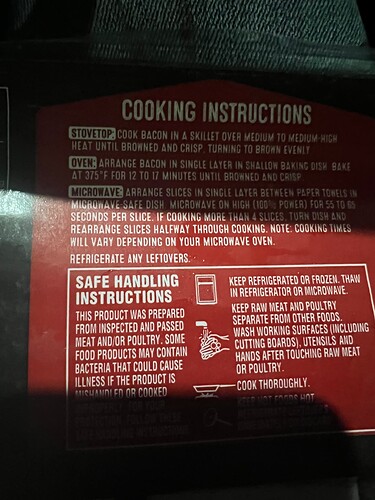 COOKING INSTRUCTIONS
STOVETOP: COOK BACON IN A SKILLET OVER MEDIUM TO MEDIUM-HIGH
HEAT UNTIL BROWNED AND CRISP, TURNING TO BROWN EVENLY
OVEN: ARRANGE BACON IN SINGLE LAYER IN SHALLOW BAKING DISH. BAKE
AT 375°F FOR 12 TO 17 MINUTES UNTIL BROWNED AND CRISP.
MICROWAVE: ARRANGE SLICES IN SINGLE LAYER BETWEEN PAPER TOWELS IN
MICROWAVE SAFE DISH. MICROWAVE ON HIGH (100% POWER) FOR 55 TO 65
SECONDS PER SLICE. IF COOKING MORE THAN 4 SLICES, TURN DISH AND
REARRANGE SLICES HALFWAY THROUGH COOKING. NOTE: COOKING TIMES
WILL VARY DEPENDING ON YOUR MICROWAVE OVEN.
REFRIGERATE ANY LEFTOVERS.
SAFE HANDLING
INSTRUCTIONS
THIS PRODUCT WAS PREPARED
FROM INSPECTED AND PASSED
MEAT AND/OR POULTRY. SOME
FOOD PRODUCTS MAY CONTAIN
BACTERIA THAT COULD CAUSE
ILLNESS IF THE PRODUCT IS
MISHANDLED OR COOKED
KEEP REFRIGERATED OR FROZEN. THAW
IN REFRIGERATOR OR MICROWAVE.
KEEP RAW MEAT AND POULTRY
SEPARATE FROM OTHER FOODS.
WASH WORKING SURFACES (INCLUDING
CUTTING BOARDS), UTENSILS AND
HANDS AFTER TOUCHING RAW MEAT
OR POULTRY.
COOK THOROUGHLY.
KEEP HOT FOODS HOT.